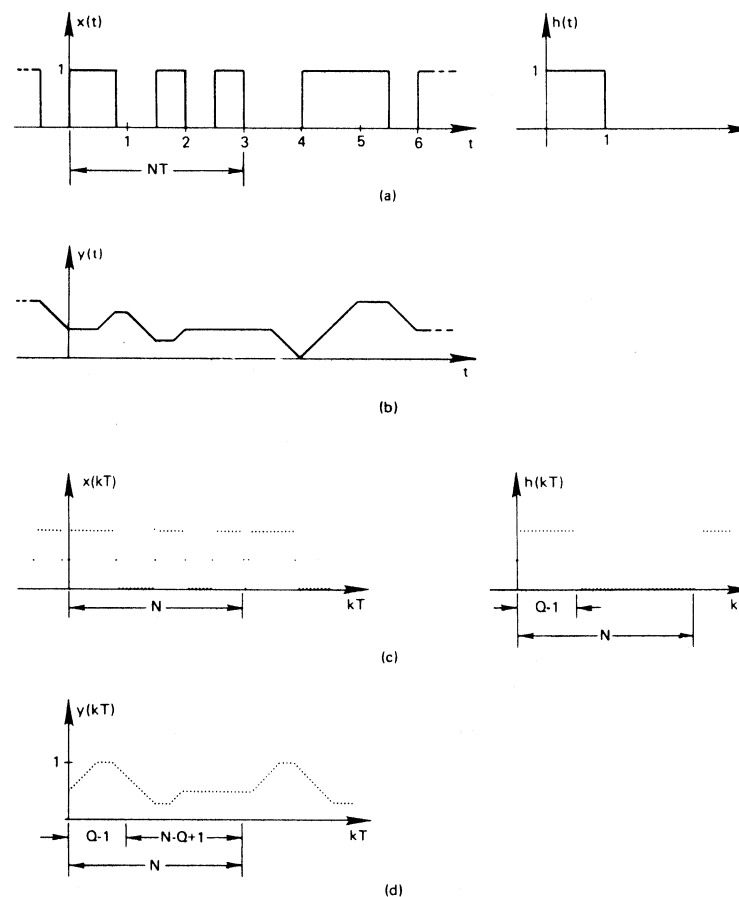 x(t)
h(t)
1
1
1 2 3 4 5 6 t
1
NT
(a)
y(t)
t
(b)
x(kT)
h(kT)
kT
k
N
Q-1
N
(c)
y(kT)
1
kT
Q-1
N-Q+1
N
(d)